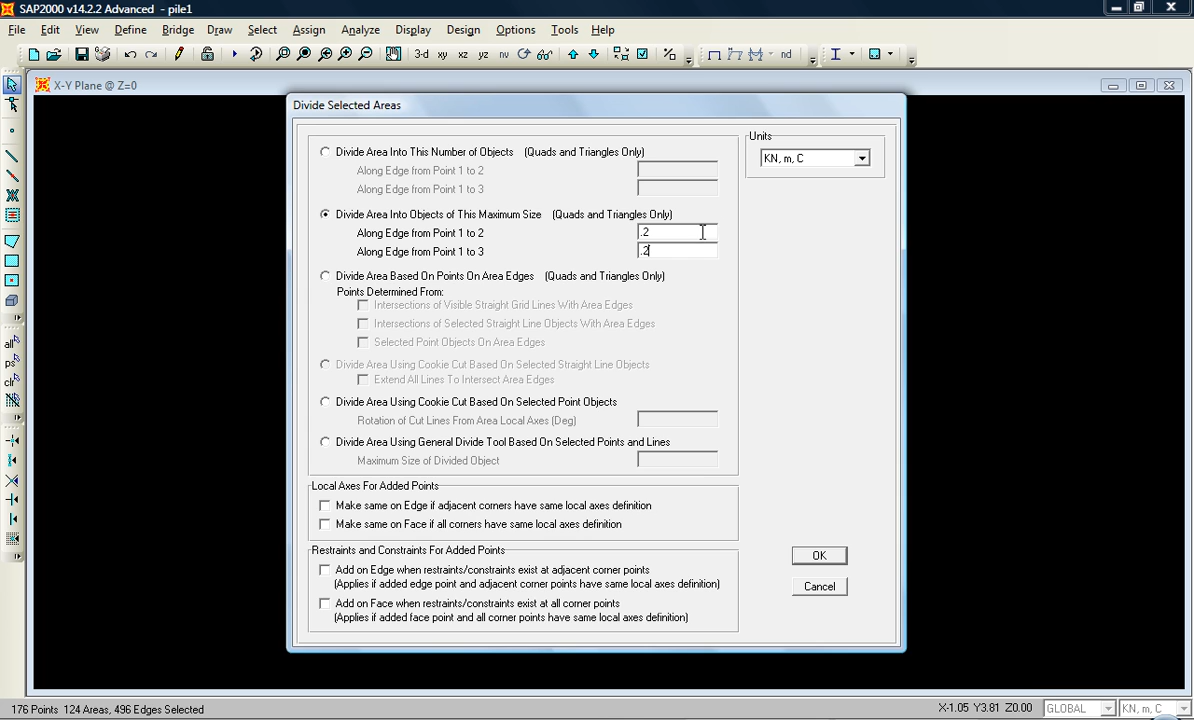 SAP2000 v14.2.2 Advanced - pile1
File Edit View Define Bridge Draw Select Assign Analyze Display Design Options Tools Help
3-d xy xz yz nv nd
X-Y Plane @ Z=0
all
ps
clr
Divide Selected Areas
Divide Area Into This Number of Objects (Quads and Triangles Only)
Along Edge from Point 1 to 2
Along Edge from Point 1 to 3
Divide Area Into Objects of This Maximum Size (Quads and Triangles Only)
Along Edge from Point 1 to 2 .2
Along Edge from Point 1 to 3 .2
Divide Area Based On Points On Area Edges (Quads and Triangles Only)
Points Determined From:
Intersections of Visible Straight Grid Lines With Area Edges
Intersections of Selected Straight Line Objects With Area Edges
Selected Point Objects On Area Edges
Divide Area Using Cookie Cut Based On Selected Straight Line Objects
Extend All Lines To Intersect Area Edges
Divide Area Using Cookie Cut Based On Selected Point Objects
Rotation of Cut Lines From Area Local Axes (Deg)
Divide Area Using General Divide Tool Based On Selected Points and Lines
Maximum Size of Divided Object
Local Axes For Added Points
Make same on Edge if adjacent corners have same local axes definition
Make same on Face if all corners have same local axes definition
Restraints and Constraints For Added Points
Add on Edge when restraints/constraints exist at adjacent corner points
(Applies if added edge point and adjacent corner points have same local axes definition)
Add on Face when restraints/constraints exist at all corner points
(Applies if added face point and all corner points have same local axes definition)
Units
KN, m, C
OK
Cancel
176 Points 124 Areas, 496 Edges Selected
X-1.05 Y3.81 Z0.00
GLOBAL
KN, m, C